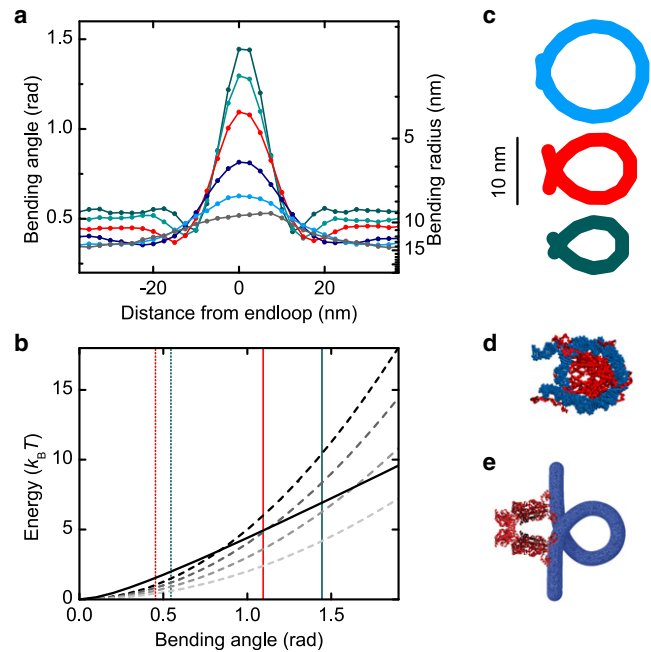 a
1.5
1.0
0.5
Bending angle (rad)
5
10
15
Bending radius (nm)
-20
0
20
Distance from endloop (nm)
b
15
10
5
0
Energy (kBT)
0.0
0.5
1.0
1.5
Bending angle (rad)
c
10 nm
d
e